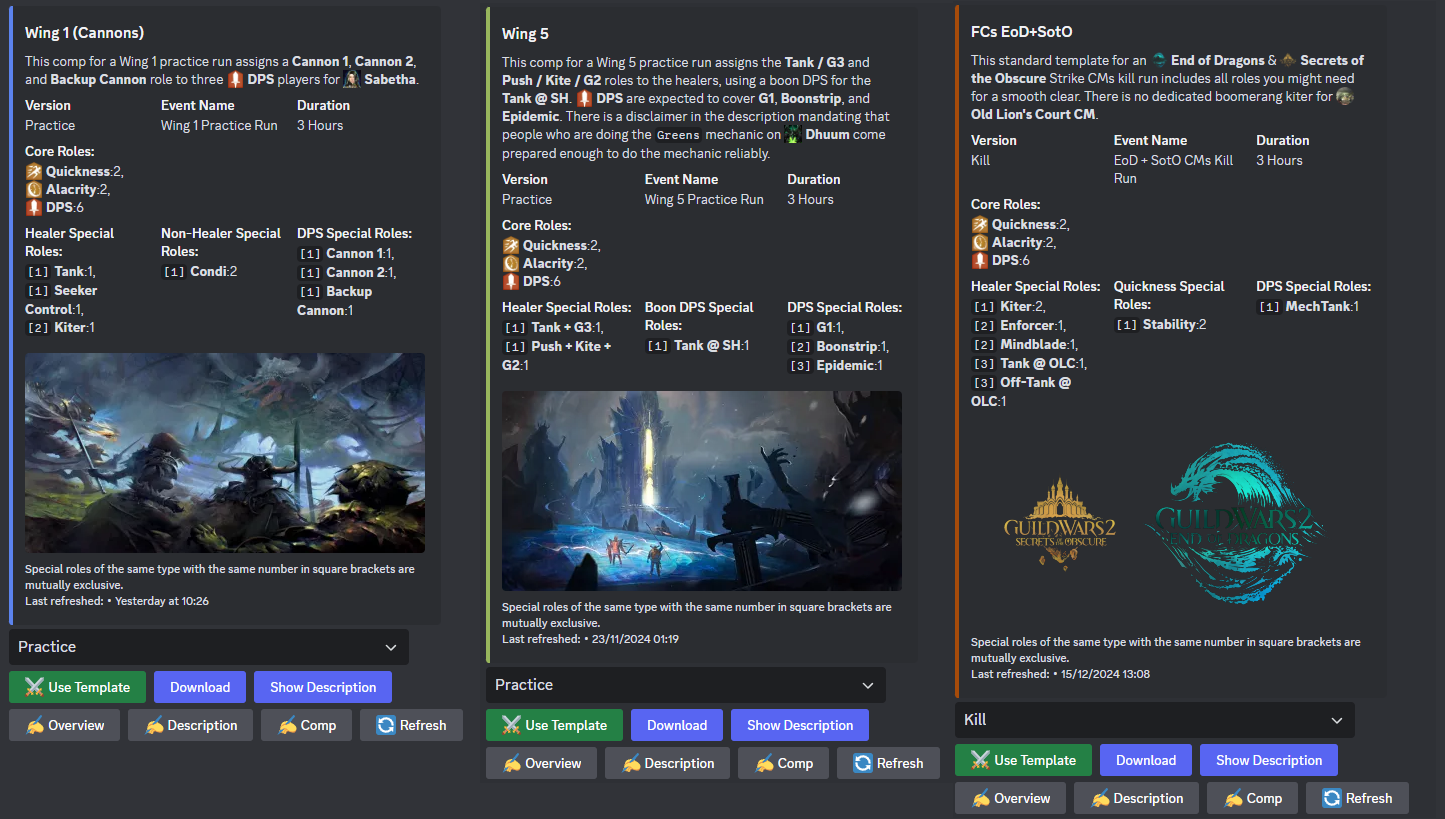 Wing 1 (Cannons)
This comp for a Wing 1 practice run assigns a Cannon 1, Cannon 2,
and Backup Cannon role to three DPS players for Sabetha.
Version Event Name Duration
Practice Wing 1 Practice Run 3 Hours
Core Roles:
Quickness:2,
Alacrity:2,
DPS:6
Healer Special
Roles:
[1] Tank:1,
[1] Seeker
Control:1,
[2] Kiter:1
Non-Healer Special
Roles:
[1] Condi:2
DPS Special Roles:
[1] Cannon 1:1,
[1] Cannon 2:1,
[1] Backup
Cannon:1
Special roles of the same type with the same number in square brackets are
mutually exclusive.
Last refreshed: • Yesterday at 10:26
Practice
Use Template Download Show Description
Overview Description Comp Refresh
Wing 5
This comp for a Wing 5 practice run assigns the Tank / G3 and
Push / Kite / G2 roles to the healers, using a boon DPS for the
Tank @ SH. DPS are expected to cover G1, Boonstrip, and
Epidemic. There is a disclaimer in the description mandating that
people who are doing the Greens mechanic on Dhuum come
prepared enough to do the mechanic reliably.
Version Event Name Duration
Practice Wing 5 Practice Run 3 Hours
Core Roles:
Quickness:2,
Alacrity:2,
DPS:6
Healer Special Roles:
[1] Tank + G3:1,
[1] Push + Kite +
G2:1
Boon DPS Special
Roles:
[1] Tank @ SH:1
DPS Special Roles:
[1] G1:1,
[2] Boonstrip:1,
[3] Epidemic:1
Special roles of the same type with the same number in square brackets are
mutually exclusive.
Last refreshed: • 23/11/2024 01:19
Practice
Use Template Download Show Description
Overview Description Comp Refresh
FCs EoD+SotO
This standard template for an End of Dragons & Secrets of
the Obscure Strike CMs kill run includes all roles you might need
for a smooth clear. There is no dedicated boomerang kiter for
Old Lion's Court CM.
Version Event Name Duration
Kill EoD + SotO CMs Kill 3 Hours
Run
Core Roles:
Quickness:2,
Alacrity:2,
DPS:6
Healer Special Roles:
[1] Kiter:2,
[2] Enforcer:1,
[2] Mindblade:1,
[3] Tank @ OLC:1,
[3] Off-Tank @
OLC:1
Quickness Special
Roles:
[1] Stability:2
DPS Special Roles:
[1] MechTank:1
GUILD WARS 2
SECRETS OF THE OBSCURE
GUILD WARS 2
END OF DRAGONS
Special roles of the same type with the same number in square brackets are
mutually exclusive.
Last refreshed: • 15/12/2024 13:08
Kill
Use Template Download Show Description
Overview Description Comp Refresh